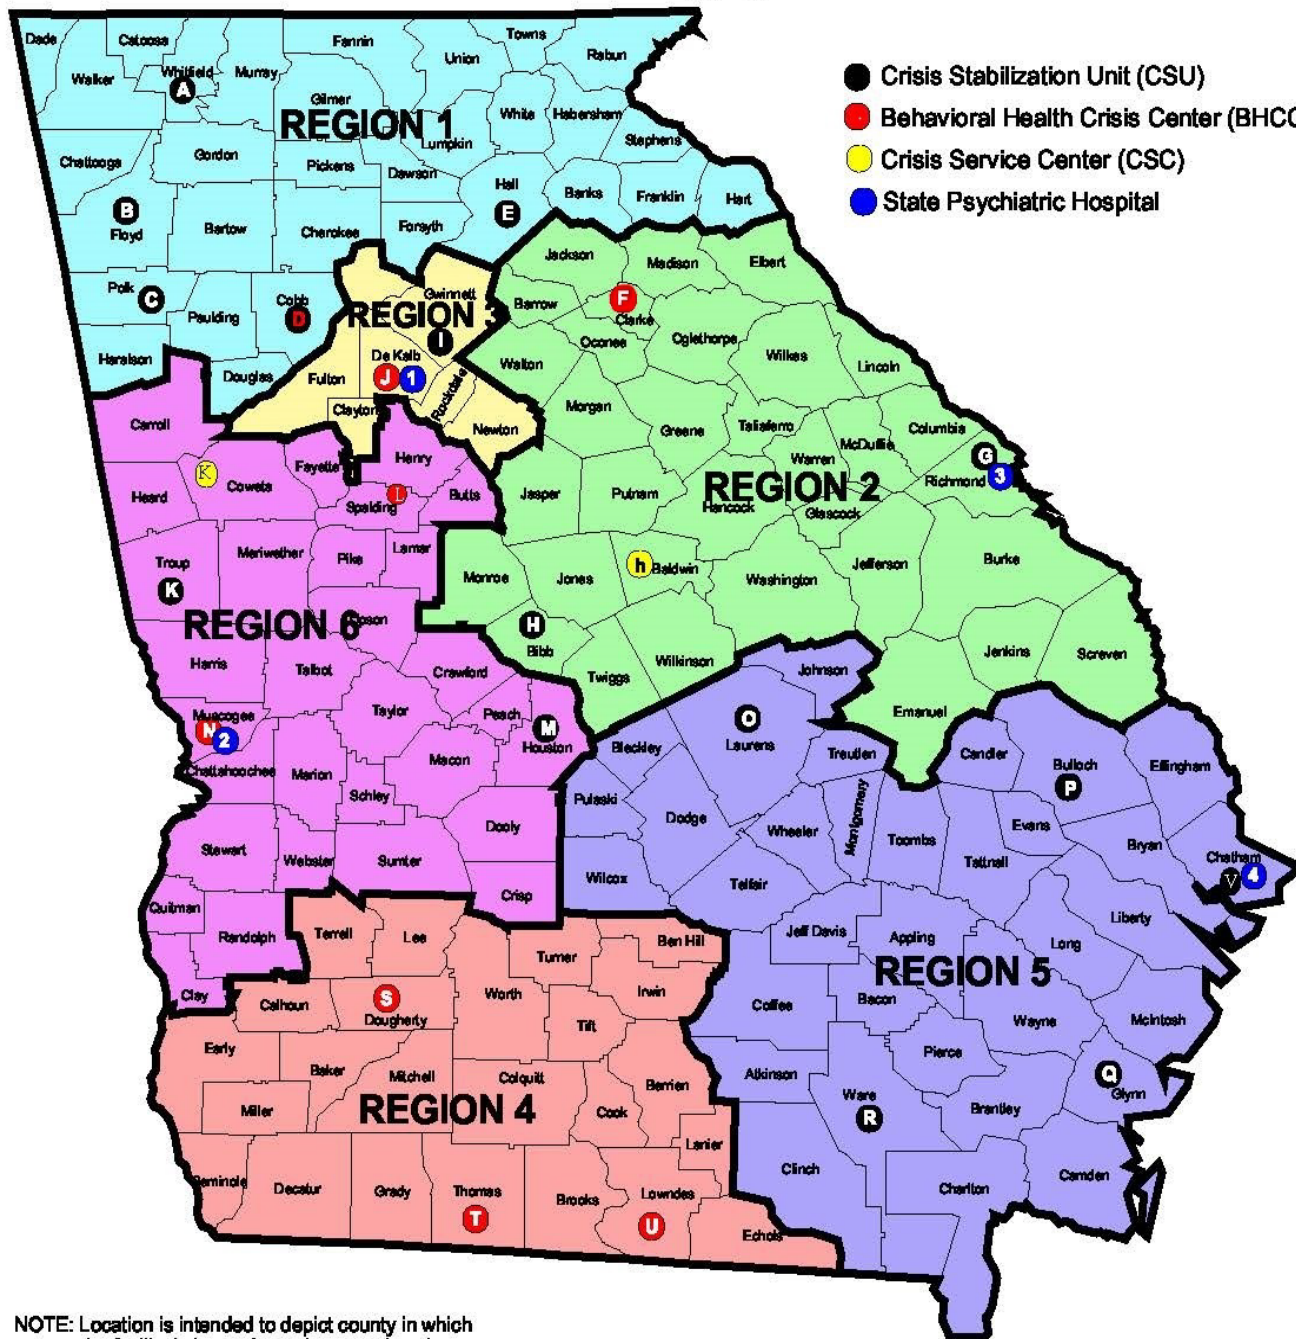 Crisis Stabilization Unit (CSU)
Behavioral Health Crisis Center (BHCC
Crisis Service Center (CSC)
State Psychiatric Hospital
REGION 1
Dade
Catoosa
Walker
Whitfield
A
Murray
Fannin
Union
Towns
Rabun
Gilmer
White
Habersham
Lumpkin
Stephens
Chattooga
Gordon
Pickens
Dawson
Hall
E
Banks
Franklin
Hart
B
Floyd
Bartow
Cherokee
Forsyth
Polk
C
Paulding
Cobb
D
Haralson
Douglas
REGION 3
Gwinnett
I
De Kalb
J
1
Fulton
Clayton
Rockdale
Newton
REGION 2
Jackson
Madison
Elbert
Barrow
F
Clarke
Oconee
Oglethorpe
Wilkes
Lincoln
Walton
Morgan
Greene
Taliaferro
McDuffie
Columbia
Warren
G
Richmond
3
Jasper
Putnam
Hancock
Glascock
Monroe
Jones
h
Baldwin
Washington
Jefferson
Burke
H
Bibb
Twiggs
Wilkinson
Jenkins
Screven
Emanuel
REGION 6
Carroll
K
Coweta
Fayette
Henry
Heard
Spalding
Butts
Troup
K
Meriwether
Pike
Lamar
Harris
Talbot
Crawford
Muscogee
N
2
Taylor
Peach
M
Houston
Chattahoochee
Marion
Macon
Schley
Dooly
Stewart
Webster
Sumter
Crisp
Quitman
Randolph
Clay
REGION 5
Johnson
O
Laurens
Bleckley
Treutlen
Candler
Bulloch
P
Effingham
Pulaski
Dodge
Wheeler
Montgomery
Toombs
Evans
Bryan
Tattnall
Chatham
V
4
Wilcox
Telfair
Liberty
Jeff Davis
Appling
Long
Coffee
Bacon
Wayne
McIntosh
Pierce
Atkinson
Ware
R
Brantley
Q
Glynn
Clinch
Charlton
Camden
REGION 4
Terrell
Lee
Turner
Ben Hill
Calhoun
S
Dougherty
Worth
Irwin
Tift
Early
Baker
Mitchell
Colquitt
Berrien
Miller
Cook
Lanier
Decatur
Grady
Thomas
T
Brooks
Lowndes
U
Echols
NOTE: Location is intended to depict county in which